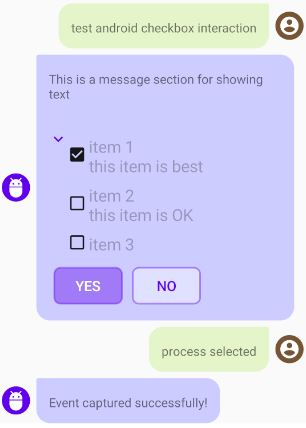 test android checkbox interaction
This is a message section for showing
text
item 1
this item is best
item 2
this item is OK
item 3
YES NO
process selected
Event captured successfully!